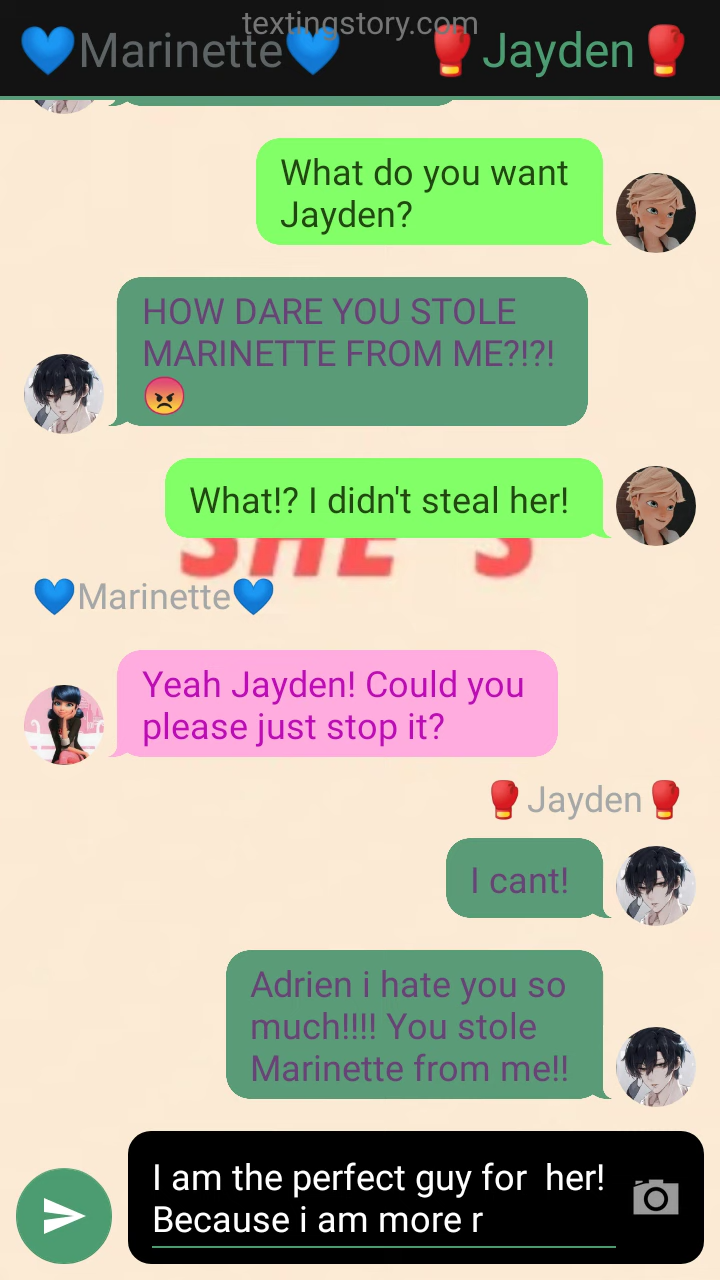 textingstory.com
💙Marinette💙 🥊Jayden🥊
What do you want
Jayden?
HOW DARE YOU STOLE
MARINETTE FROM ME?!?!
😡
What!? I didn't steal her!
SHE'S
💙Marinette💙
Yeah Jayden! Could you
please just stop it?
🥊Jayden🥊
I cant!
Adrien i hate you so
much!!!! You stole
Marinette from me!!
I am the perfect guy for  her!
Because i am more r